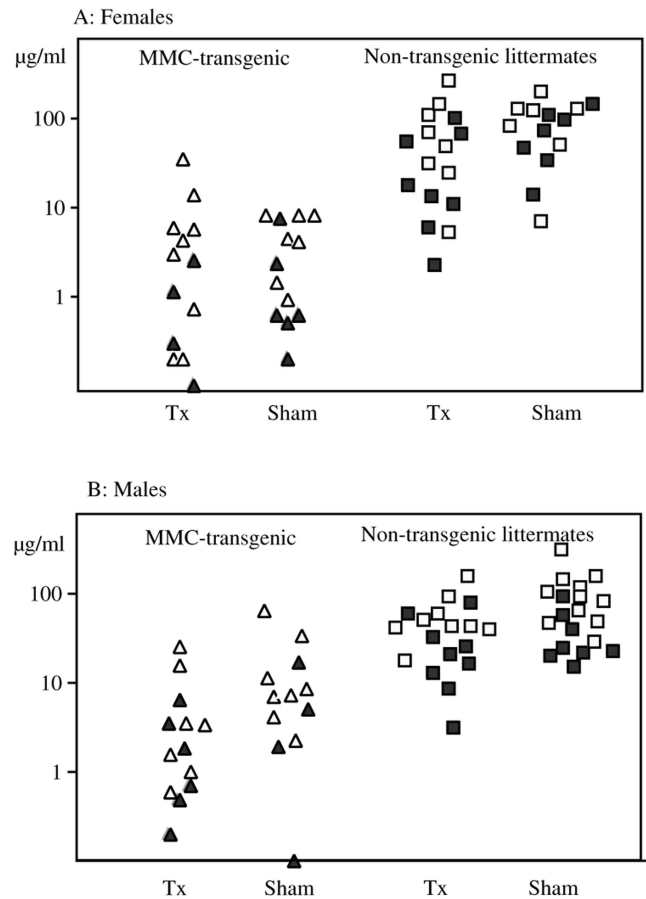 A: Females
µg/ml
MMC-transgenic Non-transgenic littermates
100
10
1
Tx Sham Tx Sham
B: Males
µg/ml
MMC-transgenic Non-transgenic littermates
100
10
1
Tx Sham Tx Sham